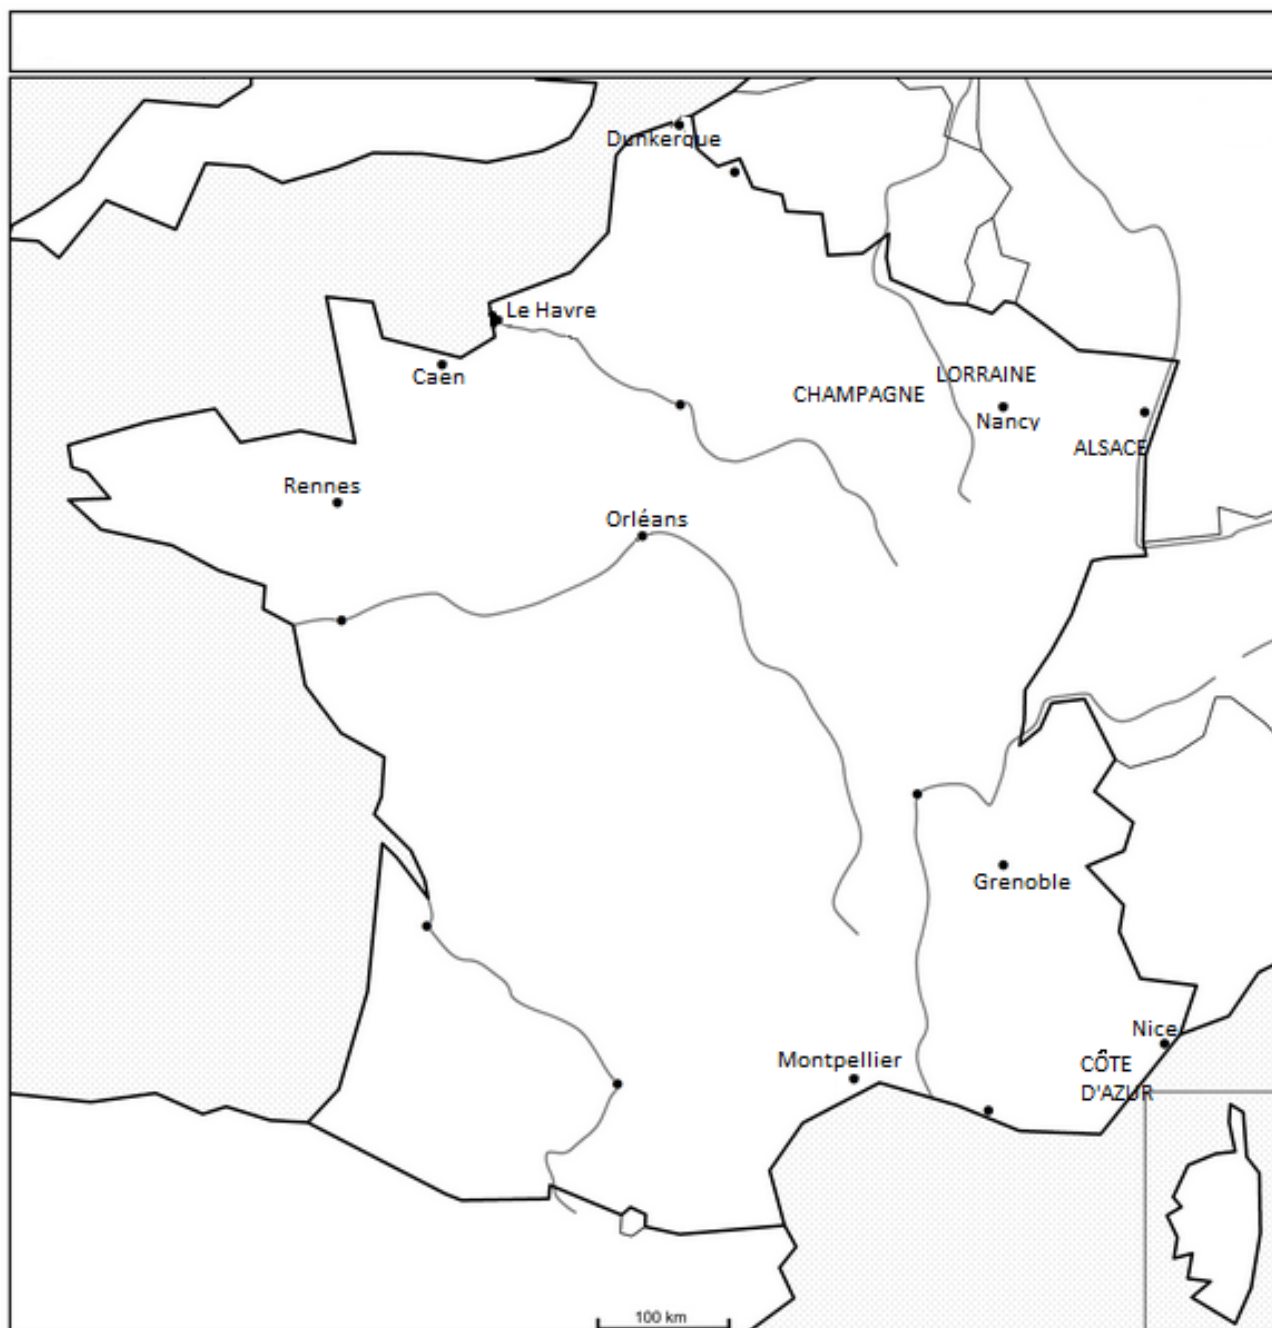 Dunkerque
Le Havre
Caen
LORRAINE
CHAMPAGNE
Nancy
ALSACE
Rennes
Orléans
Grenoble
Nice
Montpellier
CÔTE
D'AZUR
100 km